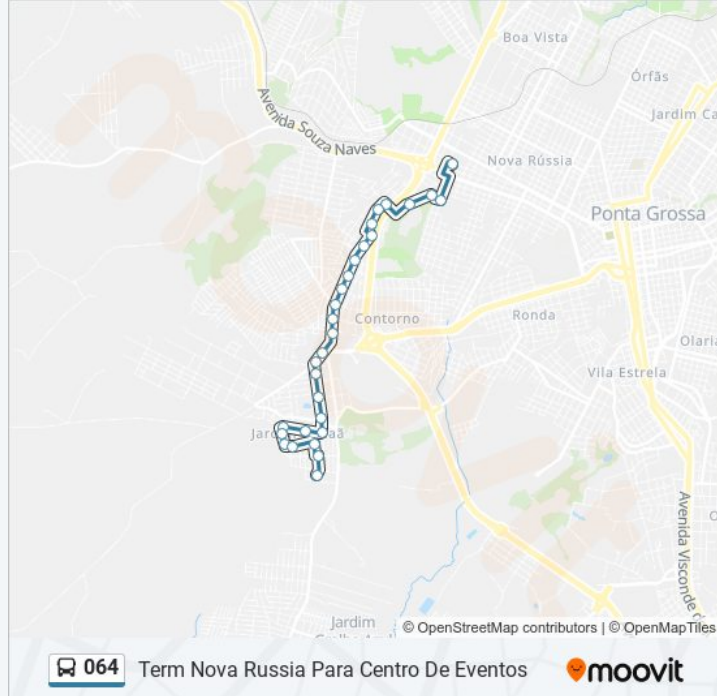 Boa Vista
Órfãs
Jardim Ca
Avenida Souza Naves
Nova Rússia
Ponta Grossa
Contorno
Ronda
Olaria
Vila Estrela
Avenida Visconde d
Jardim
© OpenStreetMap contributors | © OpenMapTiles
064 Term Nova Russia Para Centro De Eventos moovit